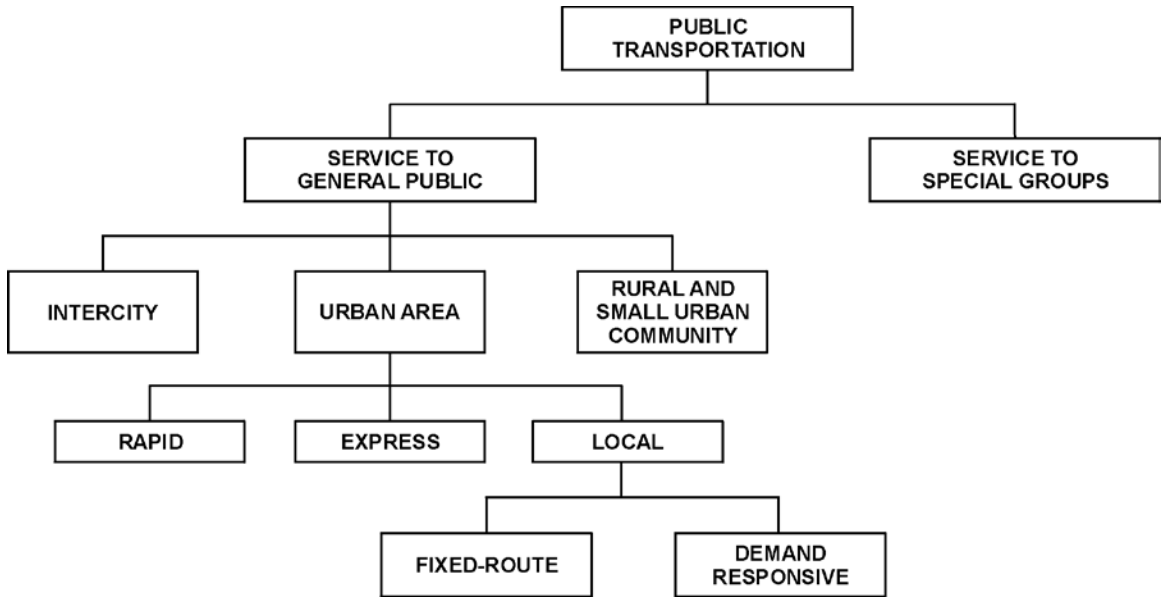 PUBLIC
TRANSPORTATION
SERVICE TO
GENERAL PUBLIC
SERVICE TO
SPECIAL GROUPS
INTERCITY
URBAN AREA
RURAL AND
SMALL URBAN
COMMUNITY
RAPID
EXPRESS
LOCAL
FIXED-ROUTE
DEMAND
RESPONSIVE